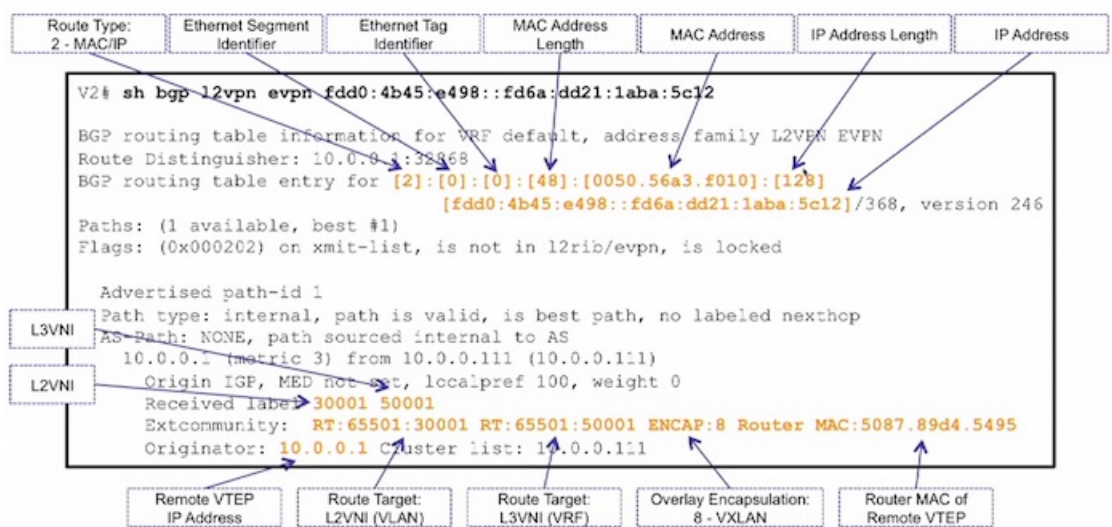 Route Type:
2 - MAC/IP
Ethernet Segment
Identifier
Ethernet Tag
Identifier
MAC Address
Length
MAC Address
IP Address Length
IP Address
V2# sh bgp l2vpn evpn fdd0:4b45:e498::fd6a:dd21:1aba:5c12
BGP routing table information for VRF default, address family L2VPN EVPN
Route Distinguisher: 10.0.0.1:32868
BGP routing table entry for [2]:[0]:[0]:[48]:[0050.56a3.f010]:[128]
[fdd0:4b45:e498::fd6a:dd21:1aba:5c12]/368, version 246
Paths: (1 available, best #1)
Flags: (0x000202) on xmit-list, is not in l2rib/evpn, is locked
Advertised path-id 1
Path type: internal, path is valid, is best path, no labeled nexthop
AS-Path: NONE, path sourced internal to AS
10.0.0.1 (metric 3) from 10.0.0.111 (10.0.0.111)
Origin IGP, MED not set, localpref 100, weight 0
Received label 30001 50001
Extcommunity: RT:65501:30001 RT:65501:50001 ENCAP:8 Router MAC:5087.89d4.5495
Originator: 10.0.0.1 Cluster list: 10.0.0.111
L3VNI
L2VNI
Remote VTEP
IP Address
Route Target:
L2VNI (VLAN)
Route Target:
L3VNI (VRF)
Overlay Encapsulation:
8 - VXLAN
Router MAC of
Remote VTEP